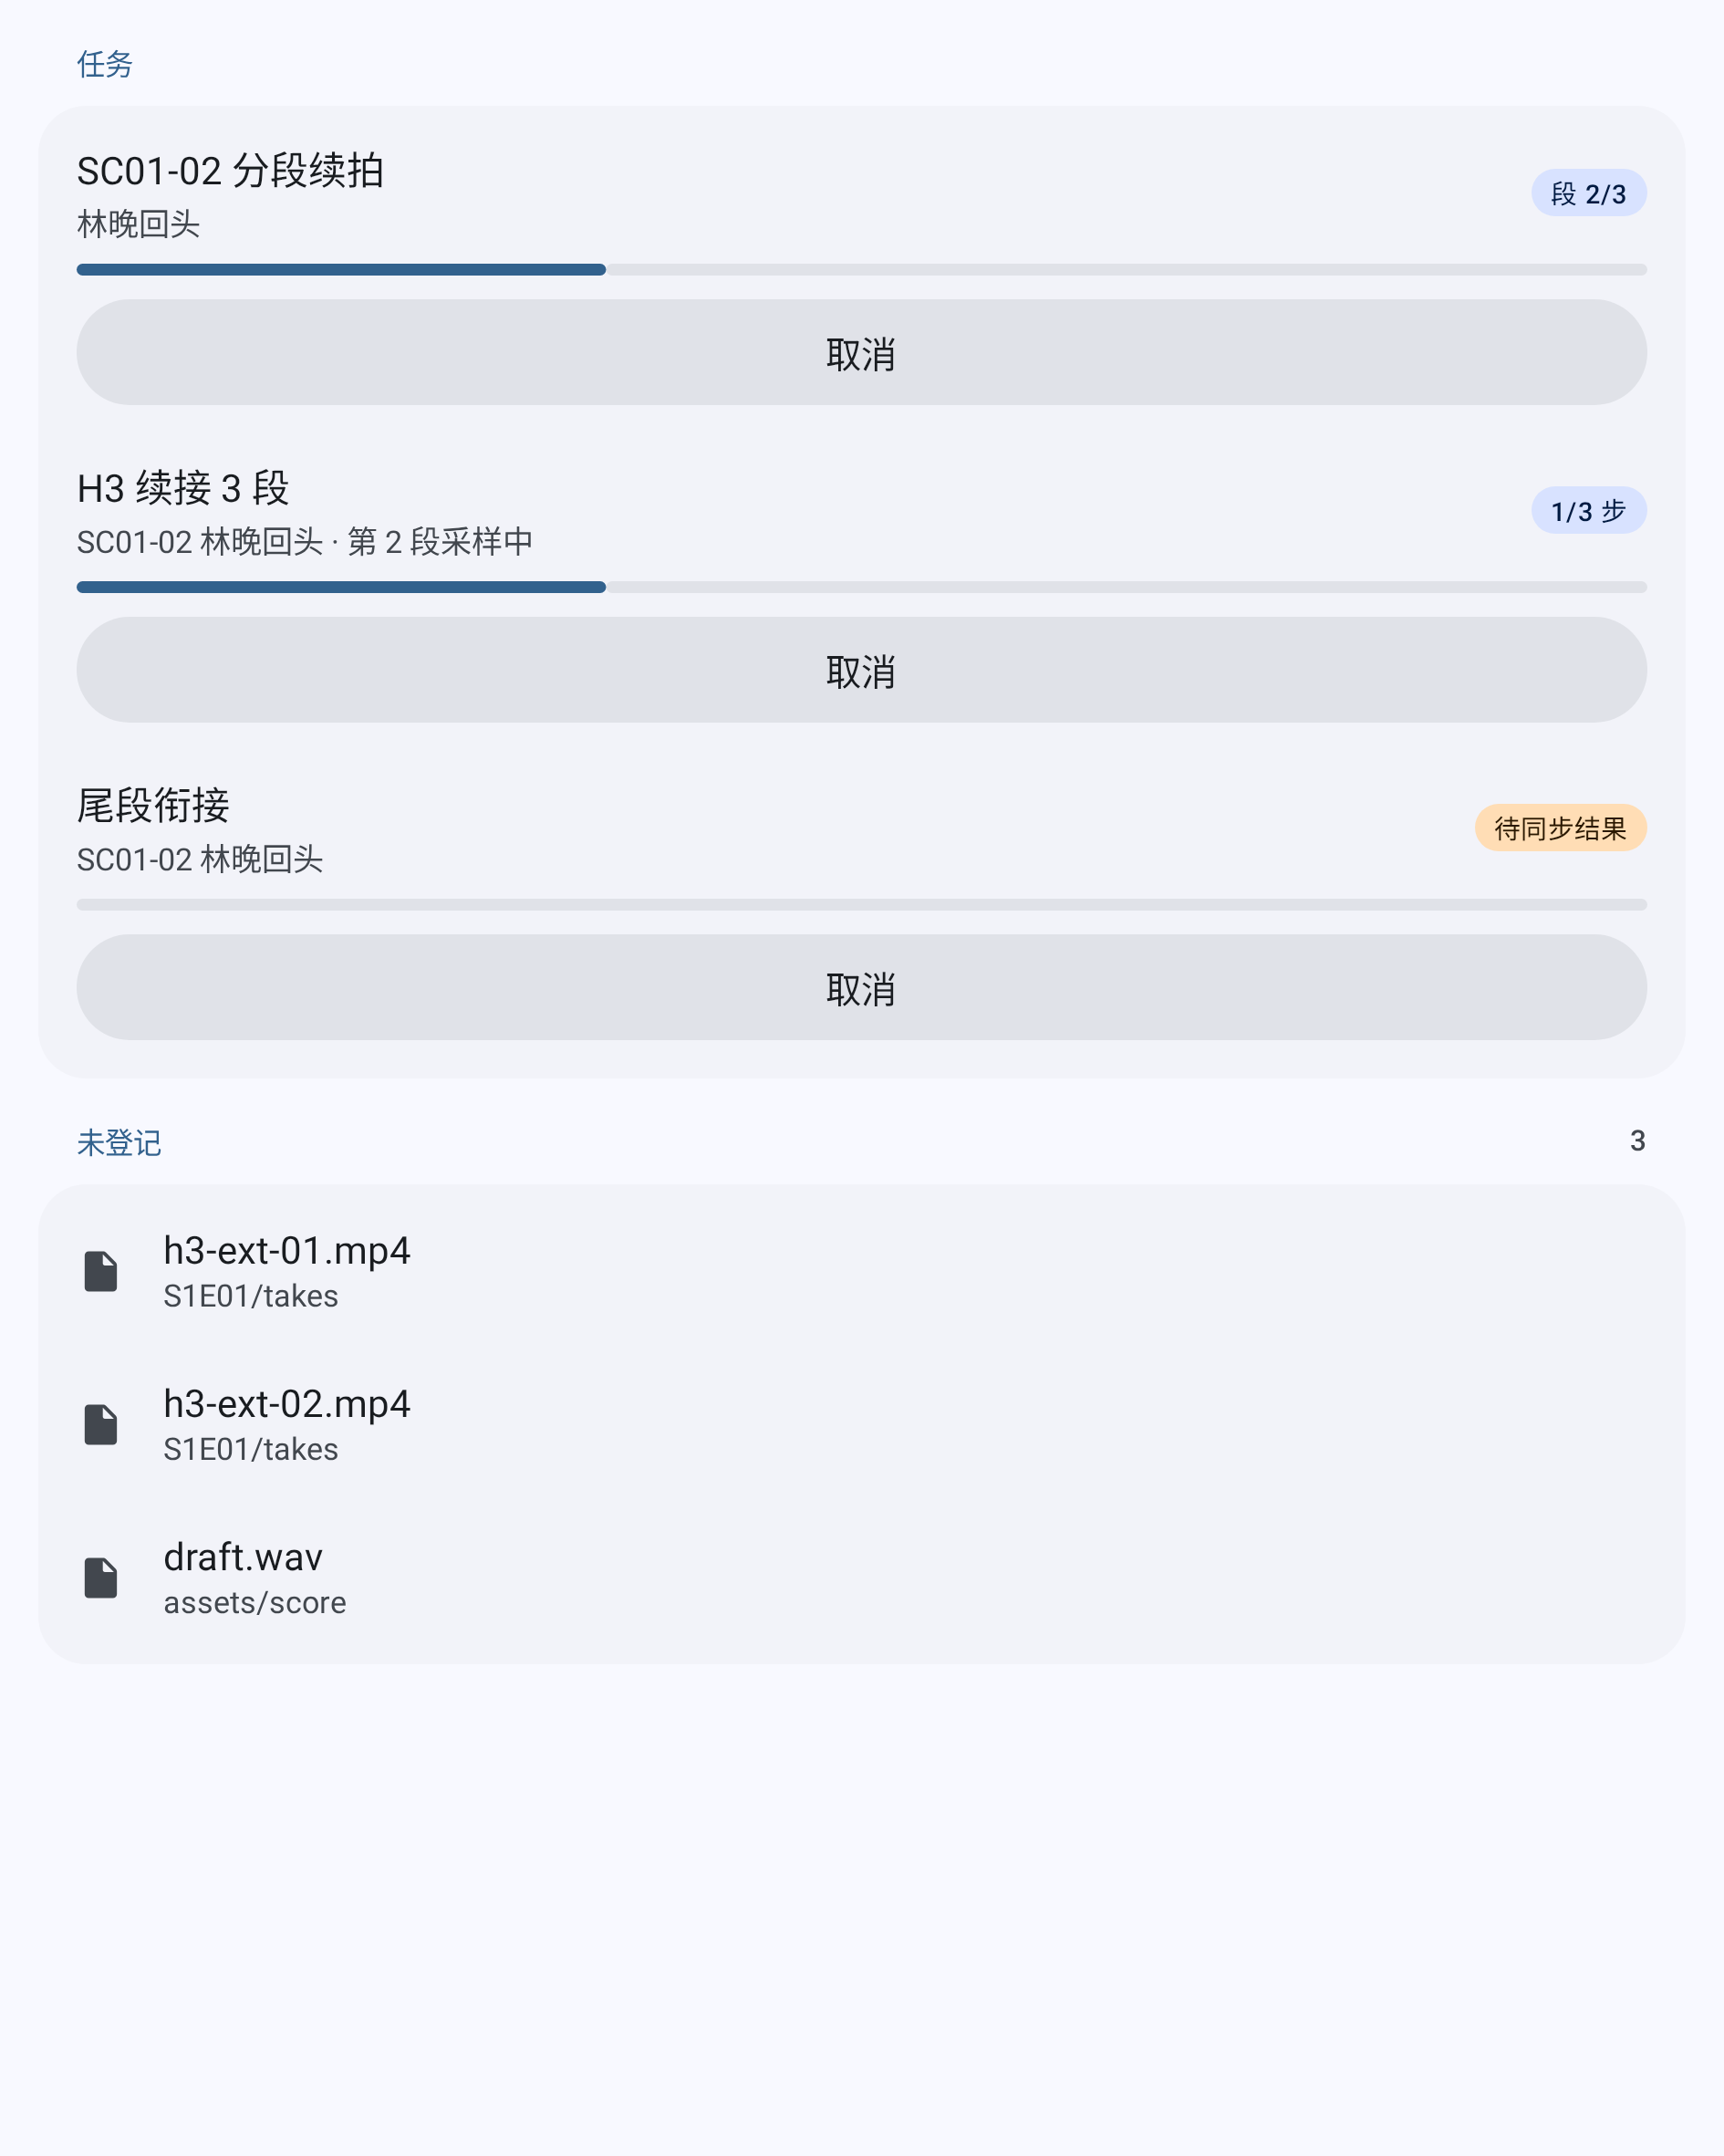 任务
SC01-02 分段续拍
段 2/3
林晚回头
取消
H3 续接 3 段
1/3 步
SC01-02 林晚回头 · 第 2 段采样中
取消
尾段衔接
待同步结果
SC01-02 林晚回头
取消
未登记
3
h3-ext-01.mp4
S1E01/takes
h3-ext-02.mp4
S1E01/takes
draft.wav
assets/score